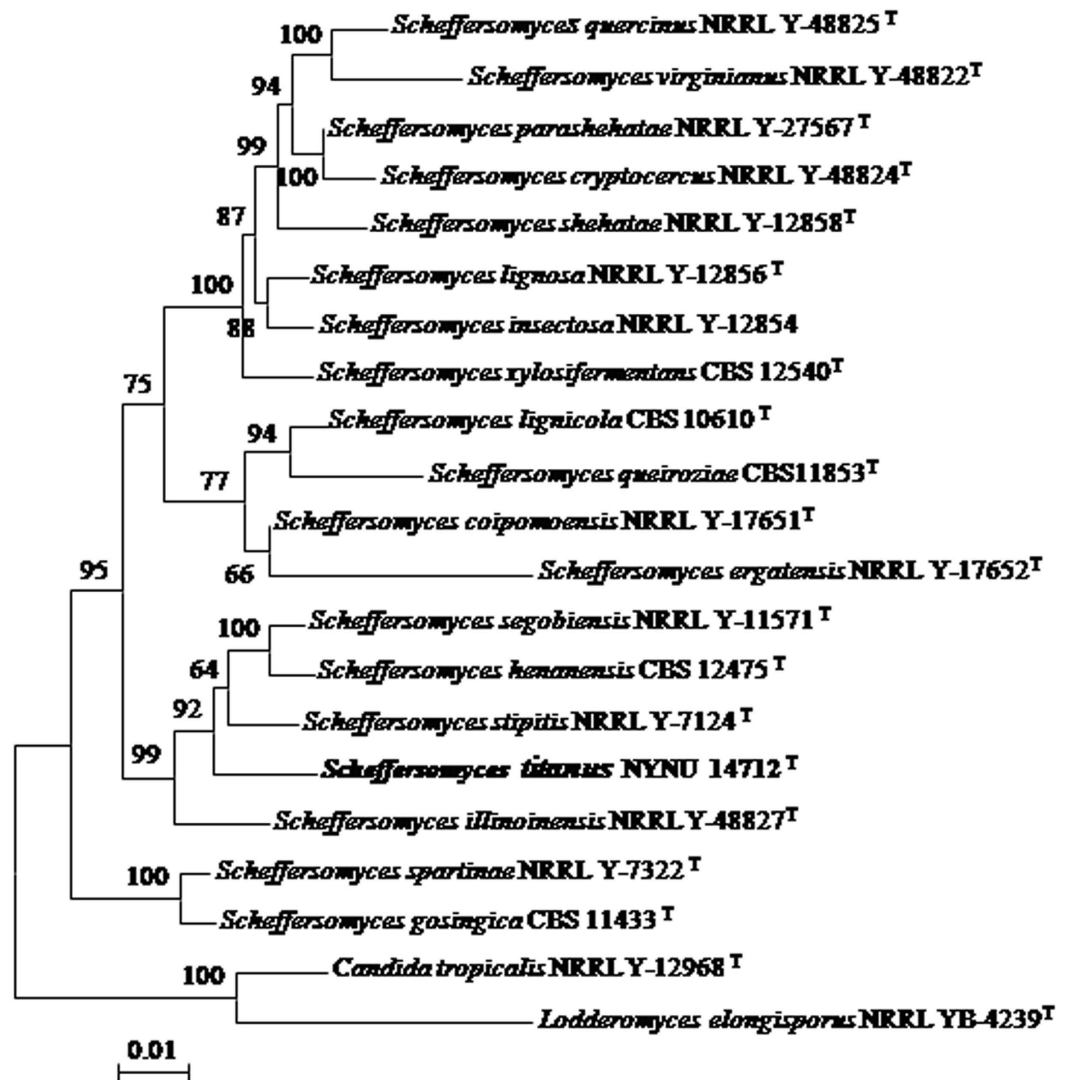 Scheffersomyces quercinus NRRL Y-48825 T
100
Scheffersomyces virginianus NRRL Y-48822T
94
Scheffersomyces parashehatae NRRL Y-27567 T
99
100
Scheffersomyces cryptocercus NRRL Y-48824T
87
Scheffersomyces shehatae NRRL Y-12858T
Scheffersomyces lignosa NRRL Y-12856 T
100
88
Scheffersomyces insectosa NRRL Y-12854
Scheffersomyces xylosifermentans CBS 12540T
75
Scheffersomyces lignicola CBS 10610 T
94
Scheffersomyces queiroziae CBS11853T
77
Scheffersomyces coipomoensis NRRL Y-17651T
66
Scheffersomyces ergatensis NRRL Y-17652T
95
Scheffersomyces segobiensis NRRL Y-11571 T
100
Scheffersomyces henanensis CBS 12475 T
64
Scheffersomyces stipitis NRRL Y-7124 T
92
Scheffersomyces titanus NYNU 14712 T
99
Scheffersomyces illinoinensis NRRL Y-48827T
Scheffersomyces spartinae NRRL Y-7322 T
100
Scheffersomyces gosingica CBS 11433 T
Candida tropicalis NRRL Y-12968 T
100
Lodderomyces elongisporus NRRL YB-4239T
0.01